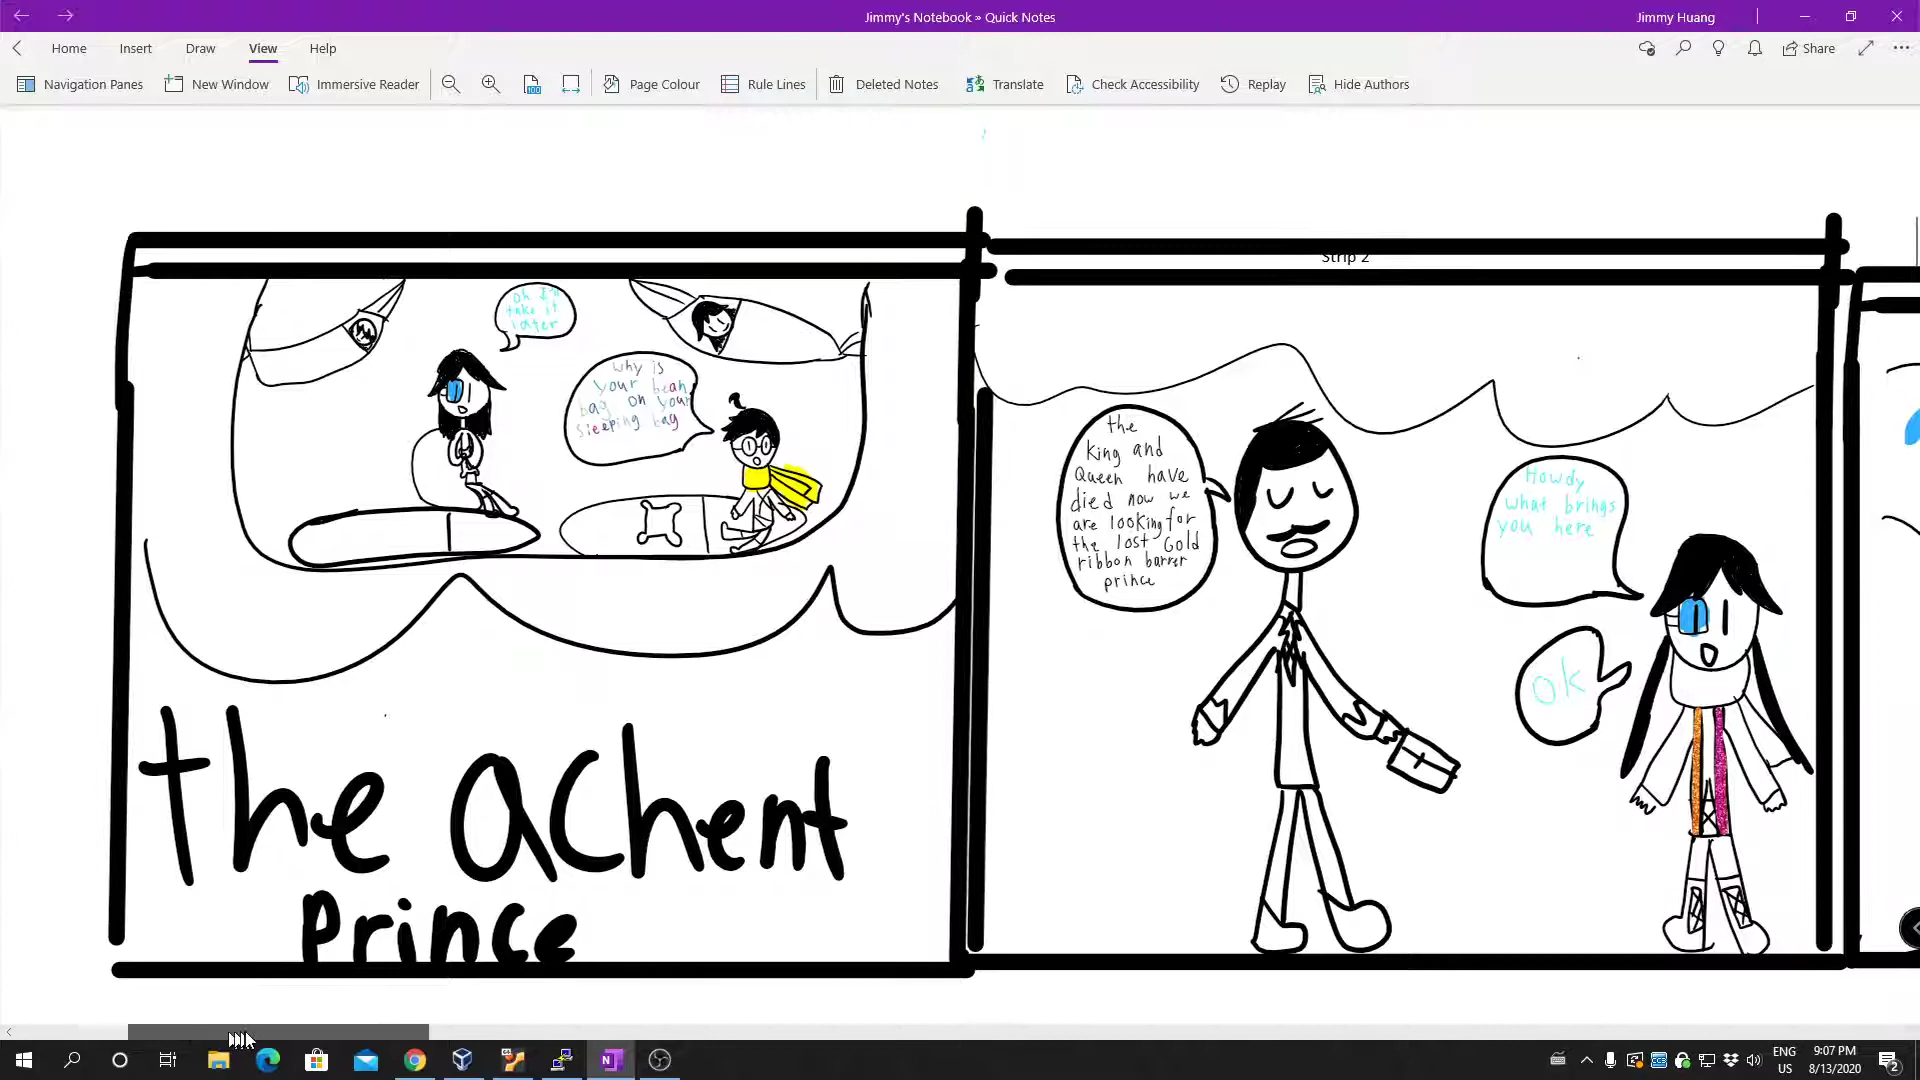 Jimmy's Notebook » Quick Notes
Jimmy Huang
Home Insert Draw View Help
Share
Navigation Panes New Window Immersive Reader
100
Page Colour Rule Lines Deleted Notes Translate Check Accessibility Replay Hide Authors
Oh I'll
take it
later
why is
your bean
bag on your
sleeping bag
the achent
Prince
Strip 2
the
King and
Queen have
died now we
are looking for
the lost Gold
ribbon barrer
prince
Howdy
what brings
you here
ok
ENG
US
9:07 PM
8/13/2020
2